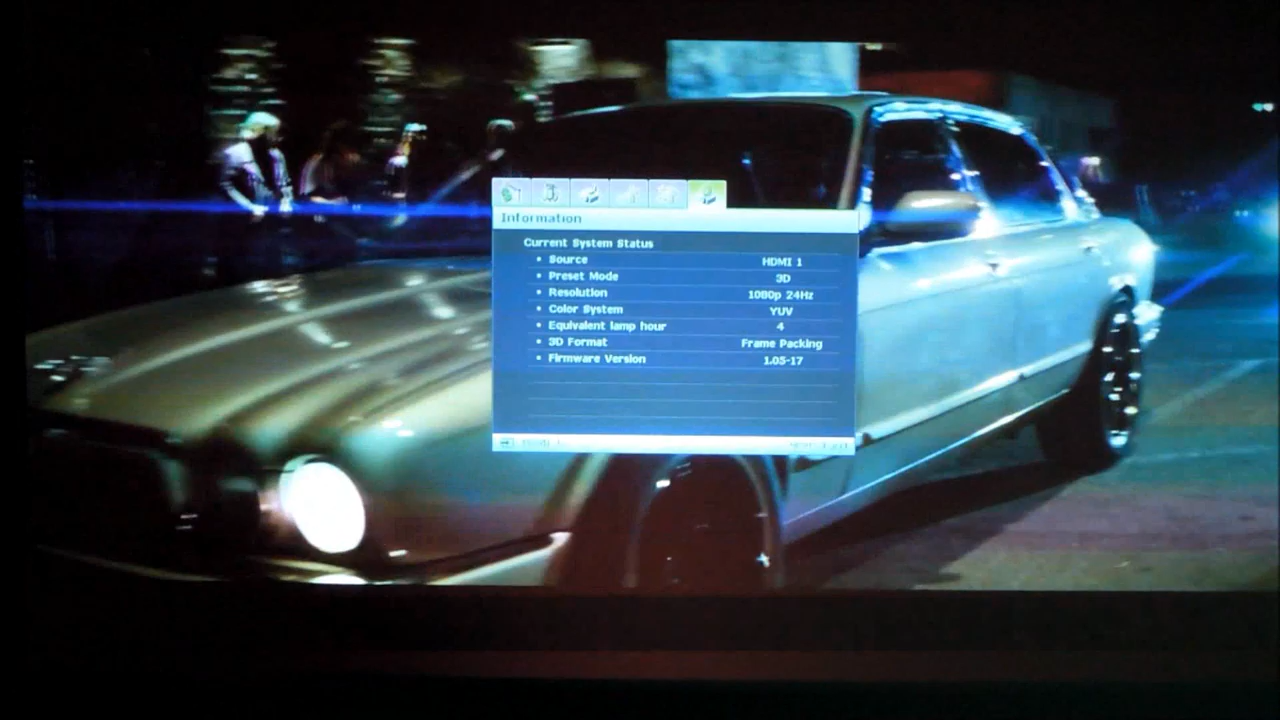 Information
Current System Status
• Source HDMI 1
• Preset Mode 3D
• Resolution 1080p 24Hz
• Color System YUV
• Equivalent lamp hour 4
• 3D Format Frame Packing
• Firmware Version 1.05-17